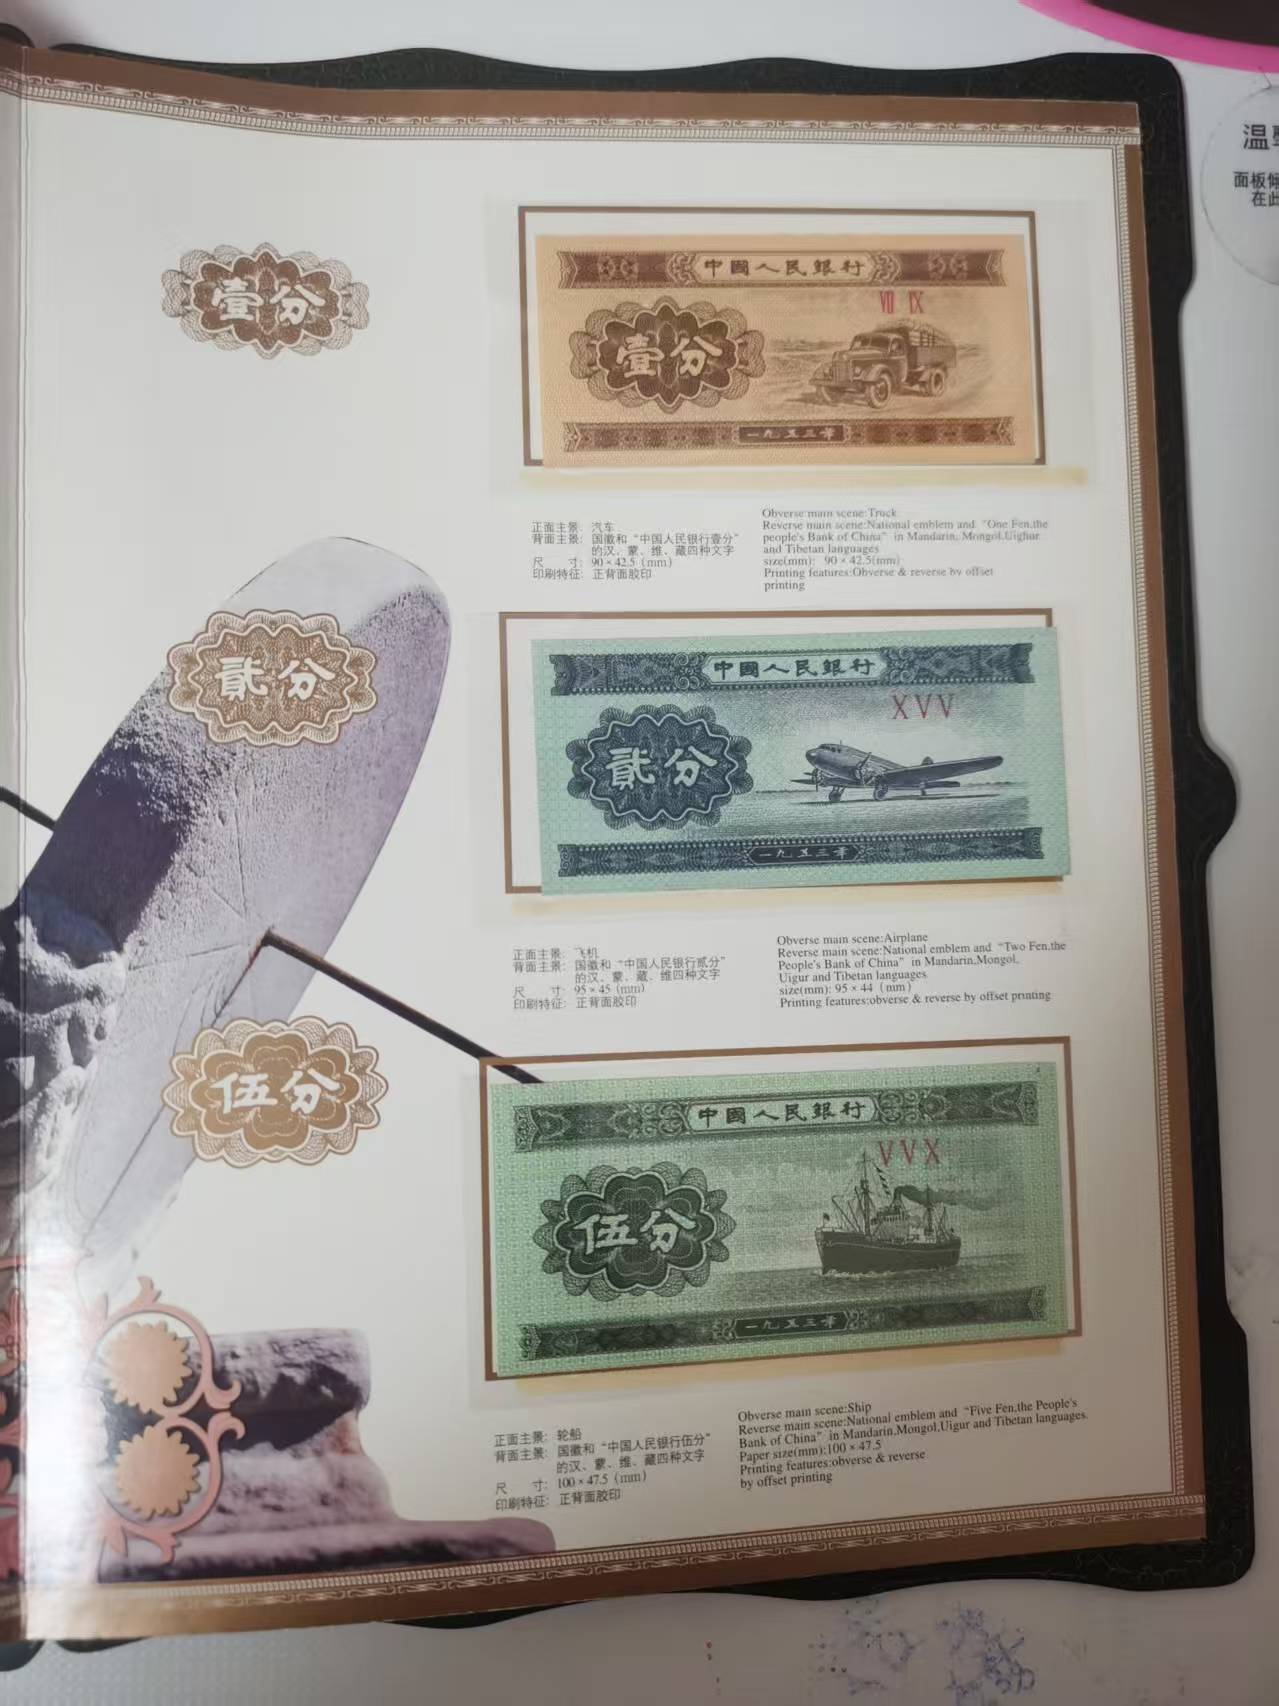 温
面板
在此
壹分
中國人民銀行
VII IX
壹分
一九五三年
正面主景: 汽车
背面主景: 国徽和“中国人民银行壹分”
的汉、蒙、维、藏四种文字
尺 寸: 90×42.5 (mm)
印刷特征: 正背面胶印
Obverse main scene:Truck
Reverse main scene:National emblem and “One Fen,the
people's Bank of China” in Mandarin, Mongol,Uighur
and Tibetan languages
size(mm): 90×42.5(mm)
Printing features:Obverse & reverse by offset
printing
貳分
中國人民銀行
XVV
貳分
一九五三年
正面主景: 飞机
背面主景: 国徽和“中国人民银行贰分”
的汉、蒙、藏、维四种文字
尺 寸: 95×45 (mm)
印刷特征: 正背面胶印
Obverse main scene:Airplane
Reverse main scene:National emblem and “Two Fen,the
People's Bank of China” in Mandarin,Mongol,
Uigur and Tibetan languages
size(mm): 95×44 (mm)
Printing features:obverse & reverse by offset printing
伍分
中國人民銀行
VVX
伍分
一九五三年
正面主景: 轮船
背面主景: 国徽和“中国人民银行伍分”
的汉、蒙、维、藏四种文字
尺 寸: 100×47.5 (mm)
印刷特征: 正背面胶印
Obverse main scene:Ship
Reverse main scene:National emblem and “Five Fen,the People's
Bank of China” in Mandarin,Mongol,Uigur and Tibetan languages.
Paper size(mm):100×47.5
Printing features:obverse & reverse
by offset printing